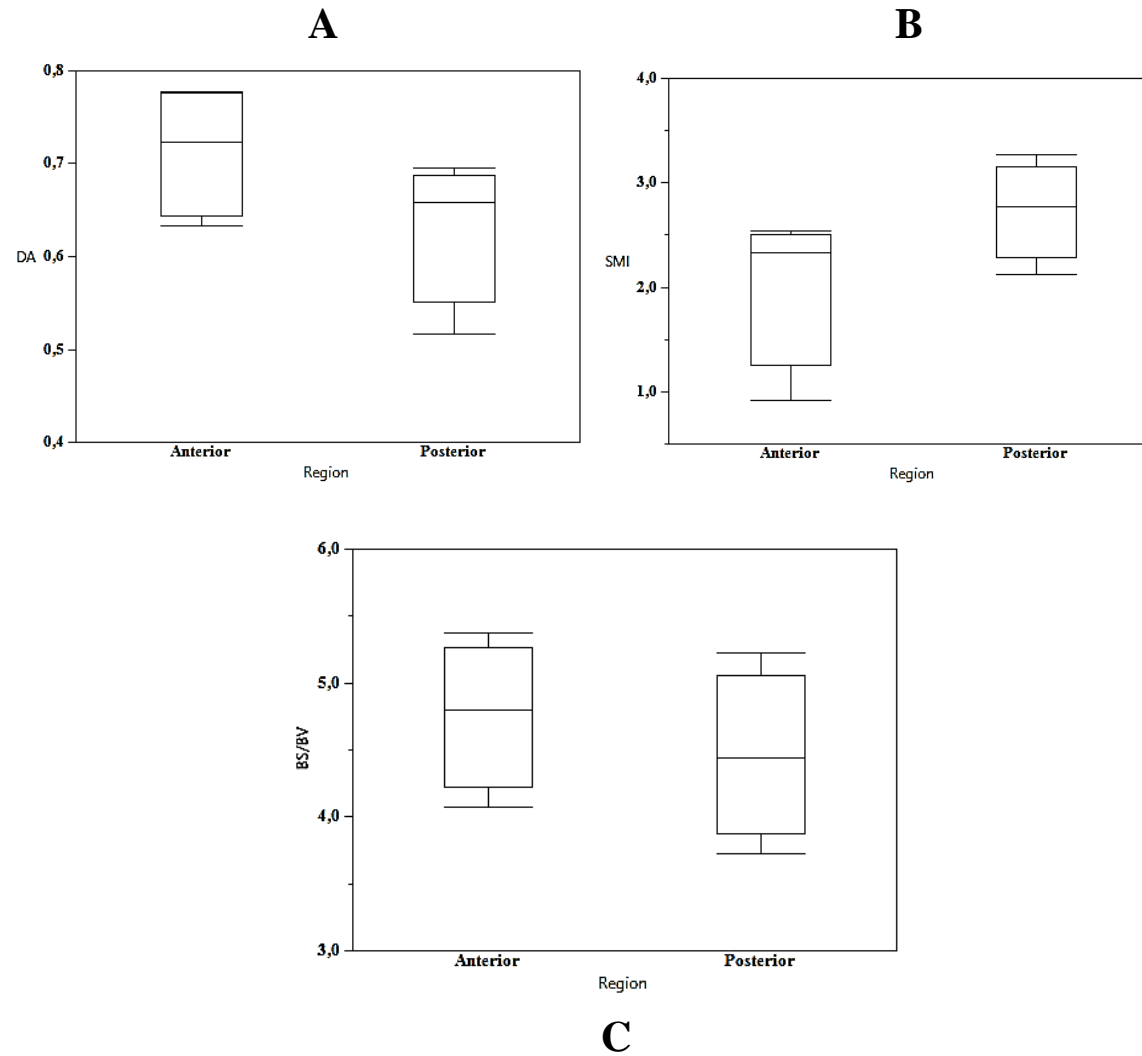 A
B
0,8
0,7
DA 0,6
0,5
0,4
Anterior Posterior
Region
4,0
3,0
SMI
2,0
1,0
Anterior Posterior
Region
6,0
5,0
BS/BV
4,0
3,0
Anterior Posterior
Region
C